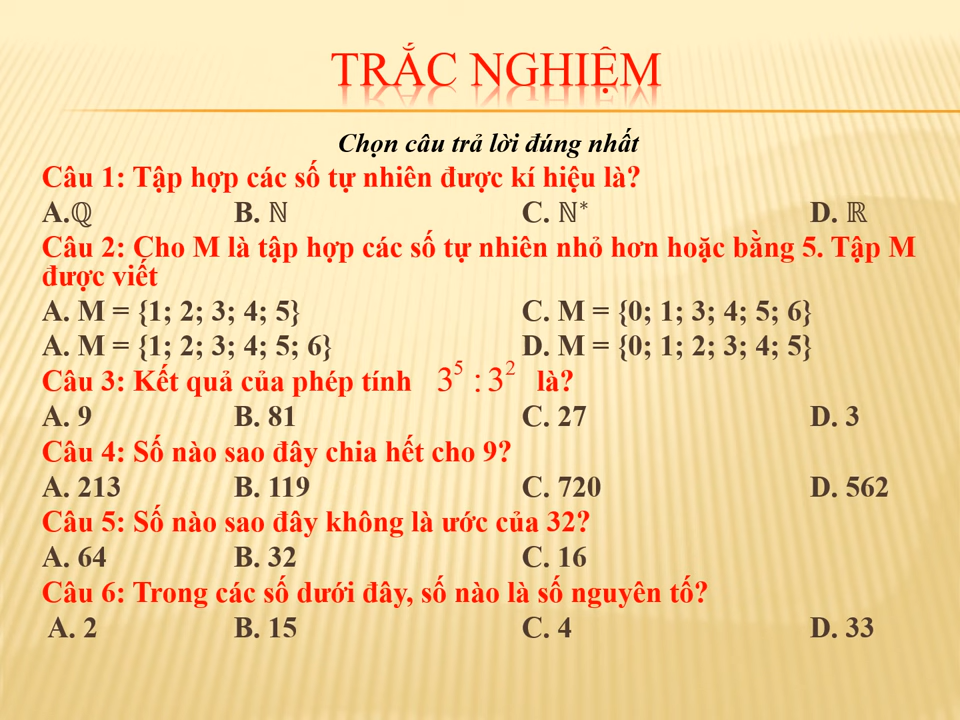 TRẮC NGHIỆM
Chọn câu trả lời đúng nhất
Câu 1: Tập hợp các số tự nhiên được kí hiệu là?
A.ℚ B. ℕ C. ℕ* D. ℝ
Câu 2: Cho M là tập hợp các số tự nhiên nhỏ hơn hoặc bằng 5. Tập M
được viết
A. M = {1; 2; 3; 4; 5} C. M = {0; 1; 3; 4; 5; 6}
A. M = {1; 2; 3; 4; 5; 6} D. M = {0; 1; 2; 3; 4; 5}
Câu 3: Kết quả của phép tính 3⁵ : 3² là?
A. 9 B. 81 C. 27 D. 3
Câu 4: Số nào sao đây chia hết cho 9?
A. 213 B. 119 C. 720 D. 562
Câu 5: Số nào sao đây không là ước của 32?
A. 64 B. 32 C. 16
Câu 6: Trong các số dưới đây, số nào là số nguyên tố?
A. 2 B. 15 C. 4 D. 33